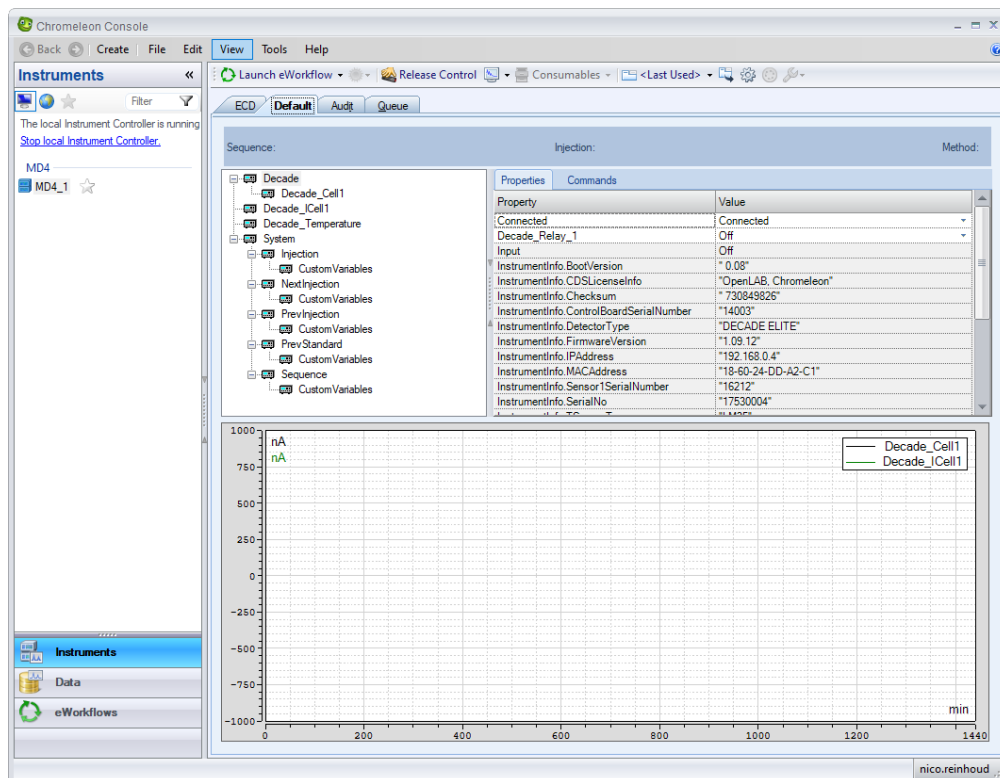 Chromeleon Console
Back Create File Edit View Tools Help
Instruments «
Launch eWorkflow Release Control Consumables <Last Used>
Filter
ECD Default Audit Queue
The local Instrument Controller is running
Stop local Instrument Controller.
MD4
MD4_1
Sequence: Injection: Method:
Decade
Decade_Cell1
Decade_ICell1
Decade_Temperature
System
Injection
CustomVariables
NextInjection
CustomVariables
PrevInjection
CustomVariables
PrevStandard
CustomVariables
Sequence
CustomVariables
Properties Commands
Property Value
Connected Connected
Decade_Relay_1 Off
Input Off
InstrumentInfo.BootVersion " 0.08"
InstrumentInfo.CDSLicenseInfo "OpenLAB, Chromeleon"
InstrumentInfo.Checksum " 730849826"
InstrumentInfo.ControlBoardSerialNumber "14003"
InstrumentInfo.DetectorType "DECADE ELITE"
InstrumentInfo.FirmwareVersion "1.09.12"
InstrumentInfo.IPAddress "192.168.0.4"
InstrumentInfo.MACAddress "18-60-24-DD-A2-C1"
InstrumentInfo.Sensor1SerialNumber "16212"
InstrumentInfo.SerialNo "17530004"
1000
750
500
250
0
-250
-500
-750
-1000
nA
nA
Decade_Cell1
Decade_ICell1
min
0 200 400 600 800 1000 1200 1440
Instruments
Data
eWorkflows
nico.reinhoud